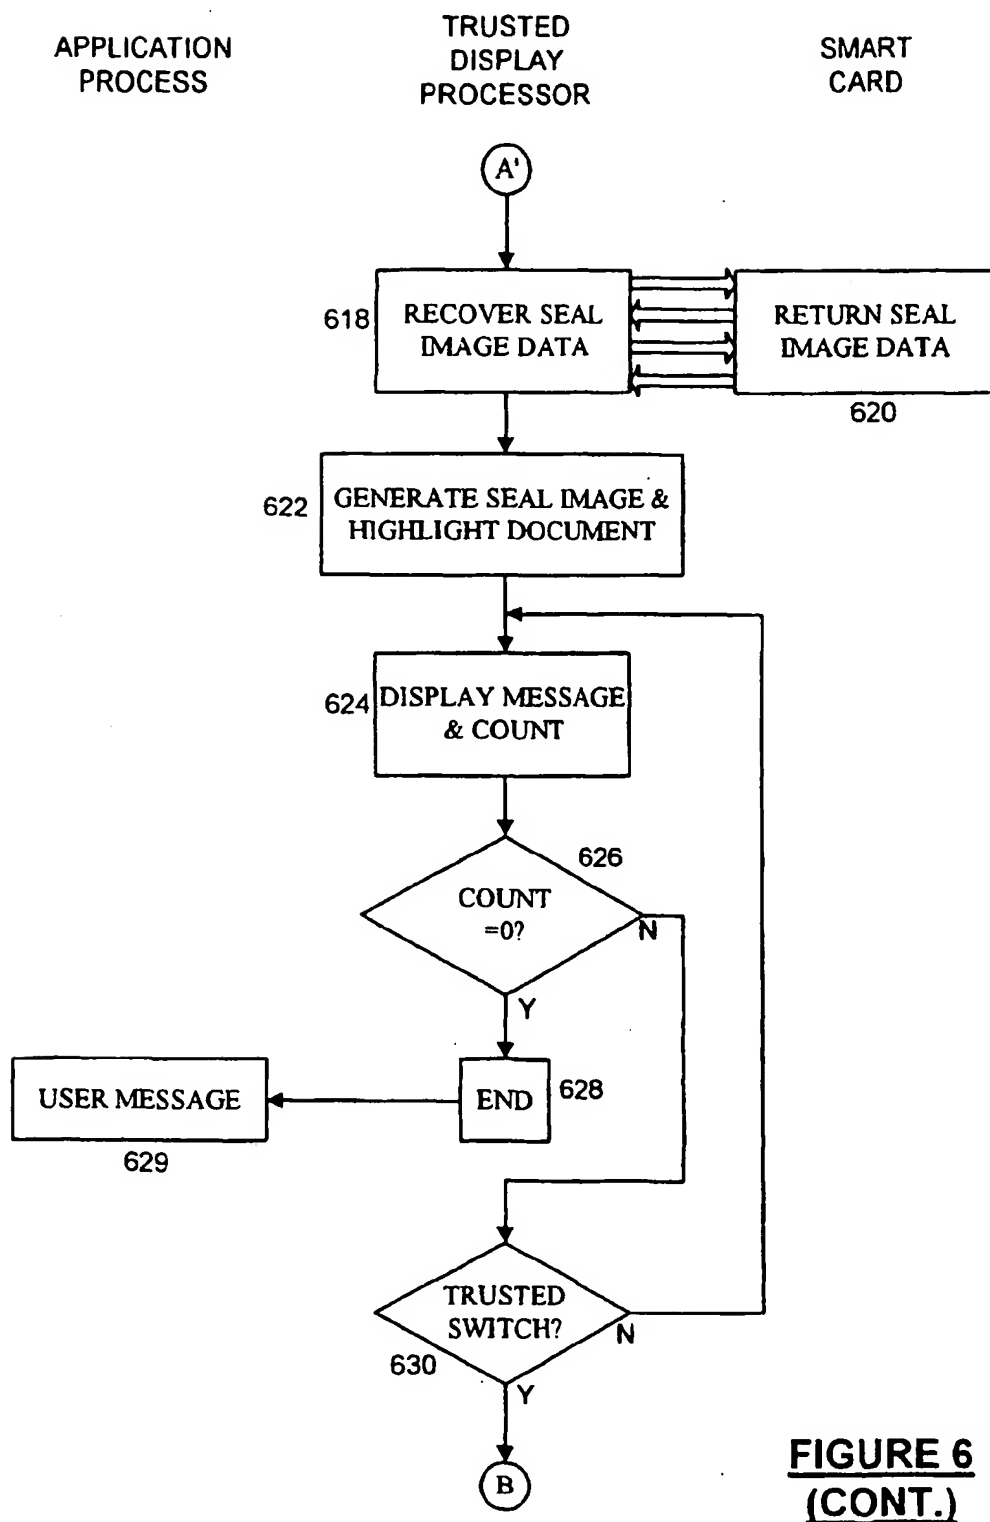 APPLICATION
PROCESS
TRUSTED
DISPLAY
PROCESSOR
SMART
CARD
A'
618
RECOVER SEAL
IMAGE DATA
RETURN SEAL
IMAGE DATA
620
622
GENERATE SEAL IMAGE &
HIGHLIGHT DOCUMENT
624
DISPLAY MESSAGE
& COUNT
626
COUNT
=0?
N
Y
USER MESSAGE
629
END
628
TRUSTED
SWITCH?
N
630
Y
B
FIGURE 6
(CONT.)